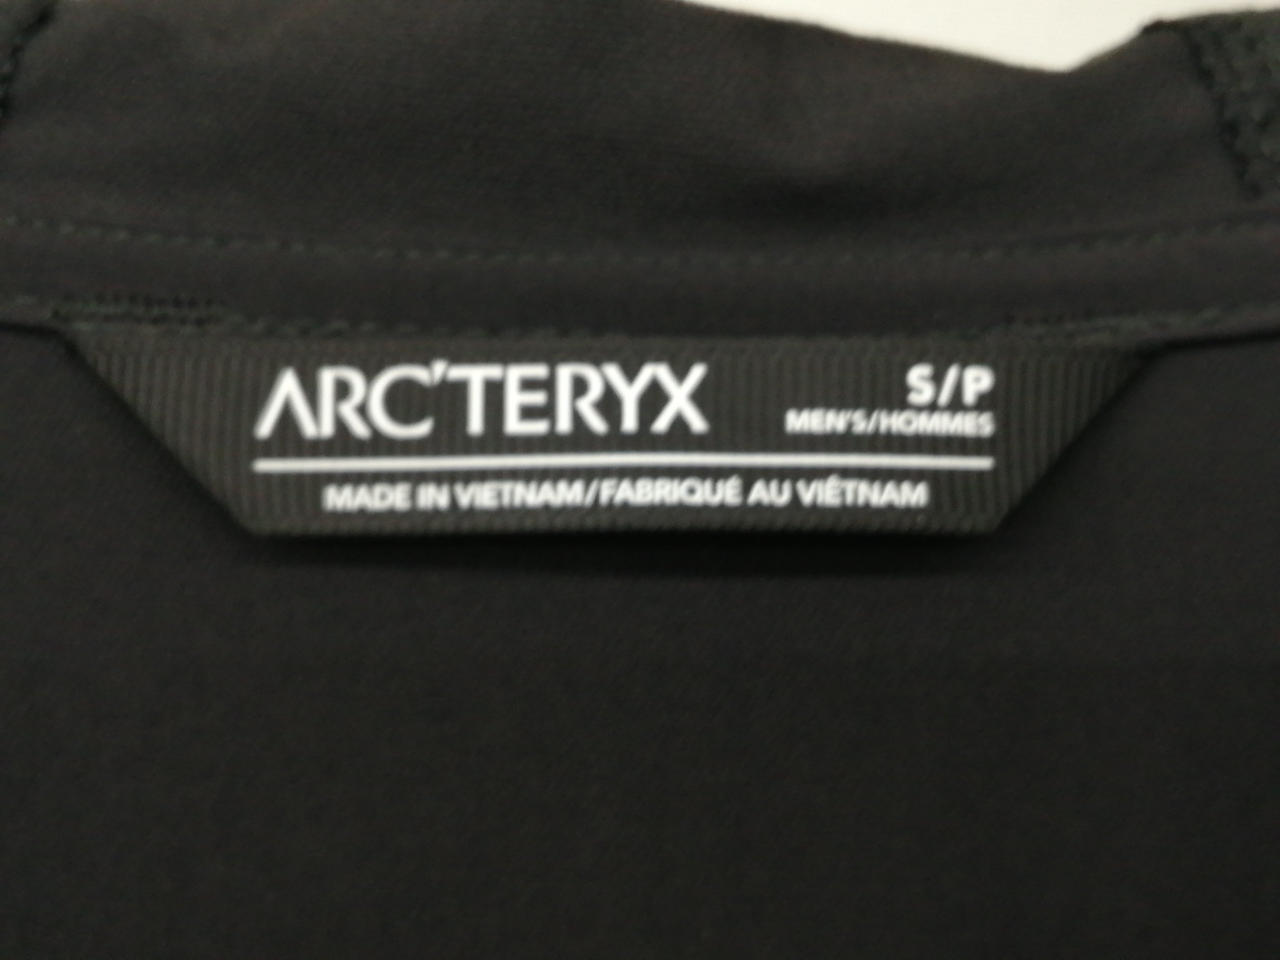 ARC'TERYX
S/P
MEN'S/HOMMES
MADE IN VIETNAM/FABRIQUÉ AU VIÊTNAM